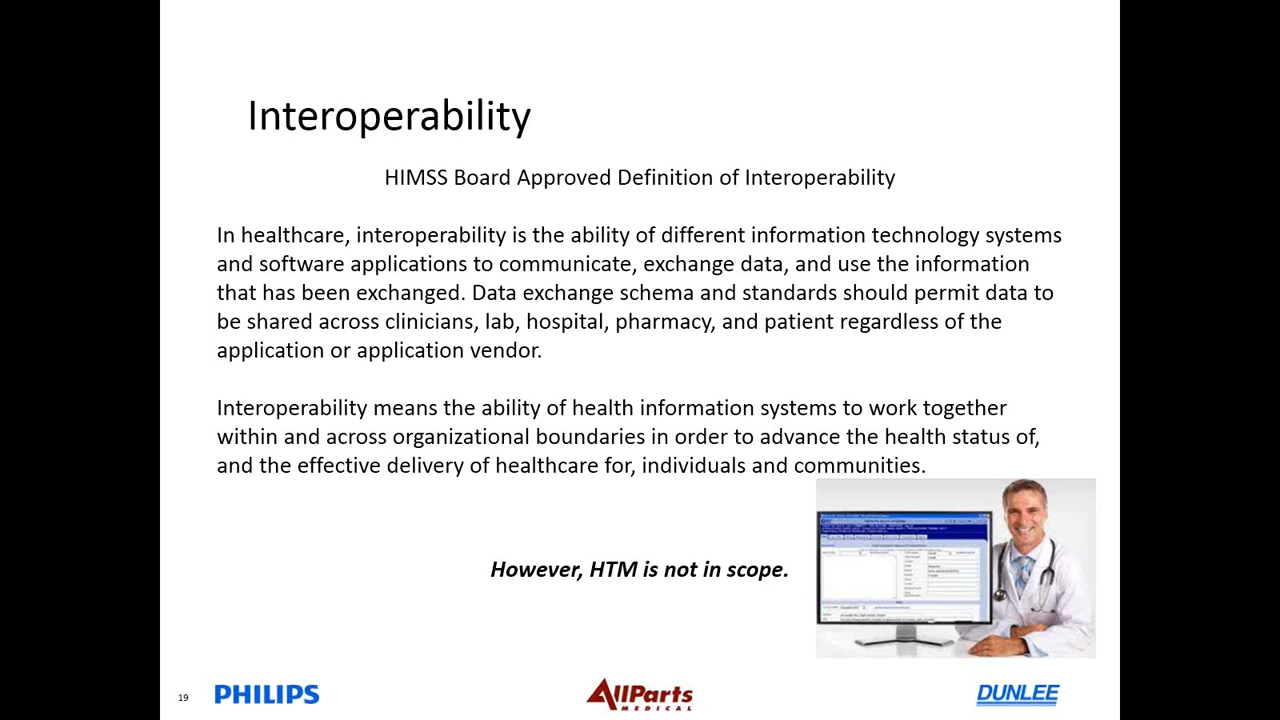 Interoperability
HIMSS Board Approved Definition of Interoperability
In healthcare, interoperability is the ability of different information technology systems
and software applications to communicate, exchange data, and use the information
that has been exchanged. Data exchange schema and standards should permit data to
be shared across clinicians, lab, hospital, pharmacy, and patient regardless of the
application or application vendor.
Interoperability means the ability of health information systems to work together
within and across organizational boundaries in order to advance the health status of,
and the effective delivery of healthcare for, individuals and communities.
However, HTM is not in scope.
19
PHILIPS
AllParts
MEDICAL
DUNLEE